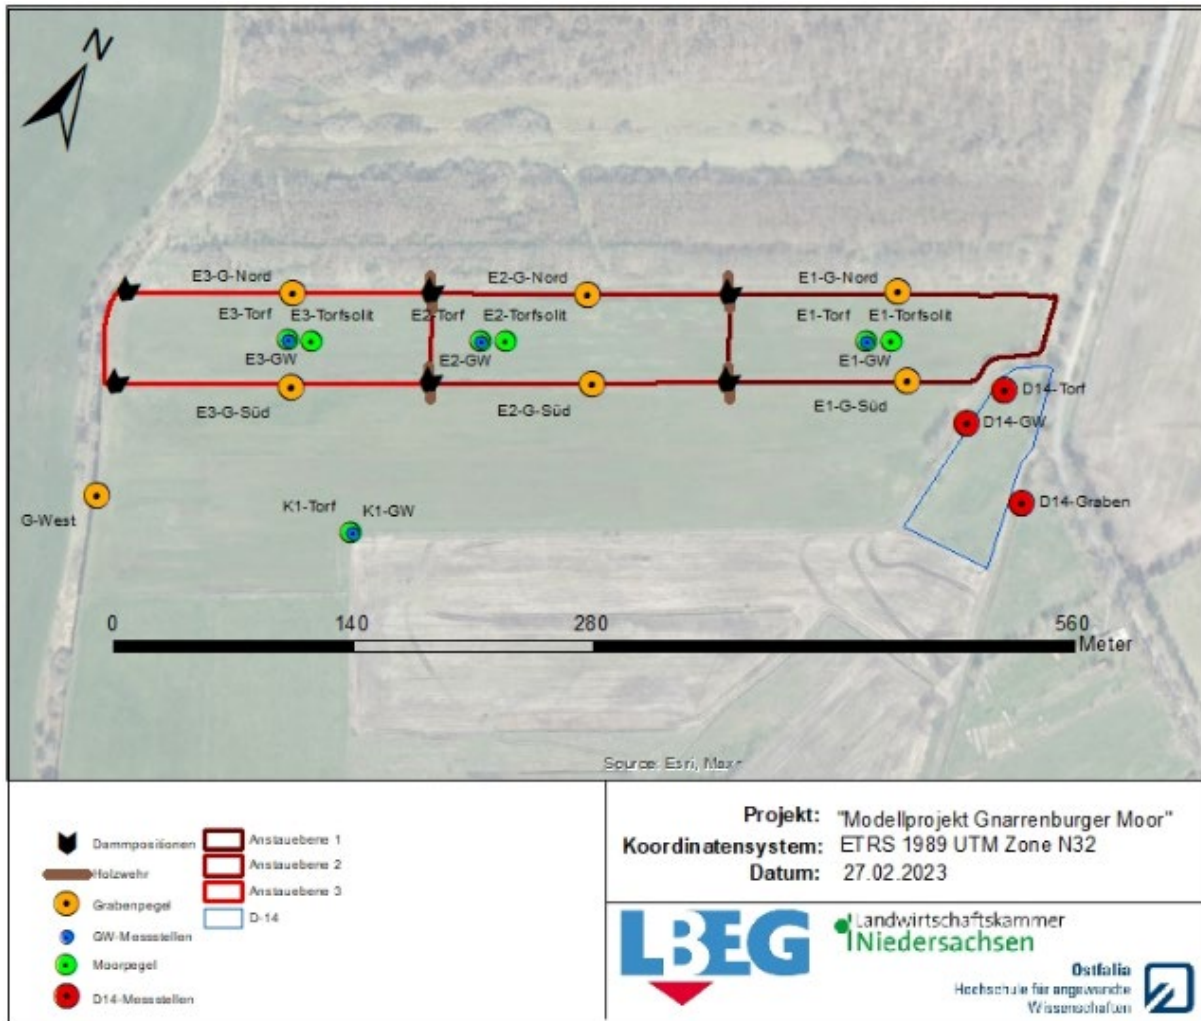 N
E3-G-Nord
E2-G-Nord
E1-G-Nord
E3-Torf
E3-Torfsolit
E2-Torf
E2-Torfsolit
E1-Torf
E1-Torfsolit
E3-GW
E2-GW
E1-GW
E3-G-Süd
E2-G-Süd
E1-G-Süd
D14-Torf
D14-GW
D14-Graben
G-West
K1-Torf
K1-GW
0 140 280 560
Meter
Source: Esri, Maxar
Dammpositionen
Holzwehr
Grabenpegel
GW-Messstellen
Moorpegel
D14-Messstellen
Anstauebene 1
Anstauebene 2
Anstauebene 3
D-14
Projekt: "Modellprojekt Gnarrenburger Moor"
Koordinatensystem: ETRS 1989 UTM Zone N32
Datum: 27.02.2023
LBEG
Landwirtschaftskammer
Niedersachsen
Ostfalia
Hochschule für angewandte
Wissenschaften